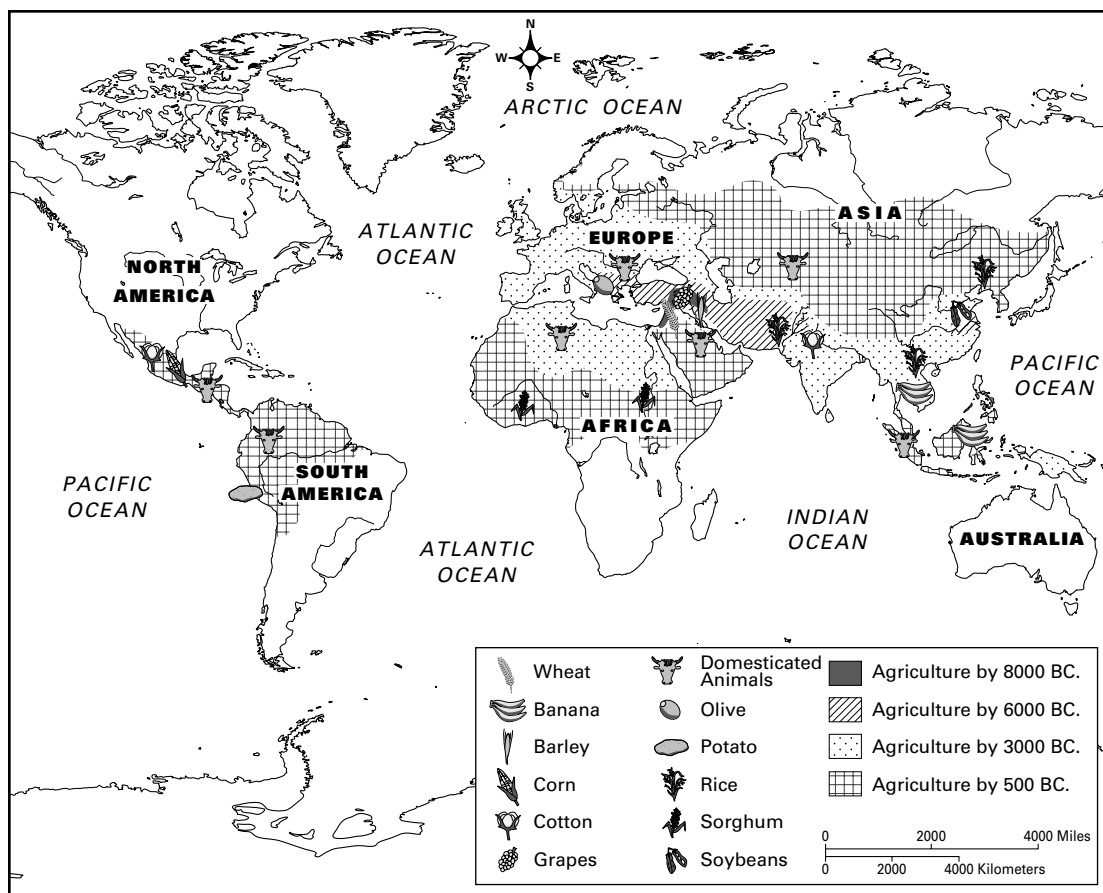 N
W E
S
ARCTIC OCEAN
ASIA
ATLANTIC
OCEAN
EUROPE
NORTH
AMERICA
PACIFIC
OCEAN
AFRICA
SOUTH
AMERICA
PACIFIC
OCEAN
INDIAN
OCEAN
AUSTRALIA
ATLANTIC
OCEAN
Wheat
Banana
Barley
Corn
Cotton
Grapes
Domesticated
Animals
Olive
Potato
Rice
Sorghum
Soybeans
Agriculture by 8000 BC.
Agriculture by 6000 BC.
Agriculture by 3000 BC.
Agriculture by 500 BC.
0 2000 4000 Miles
0 2000 4000 Kilometers